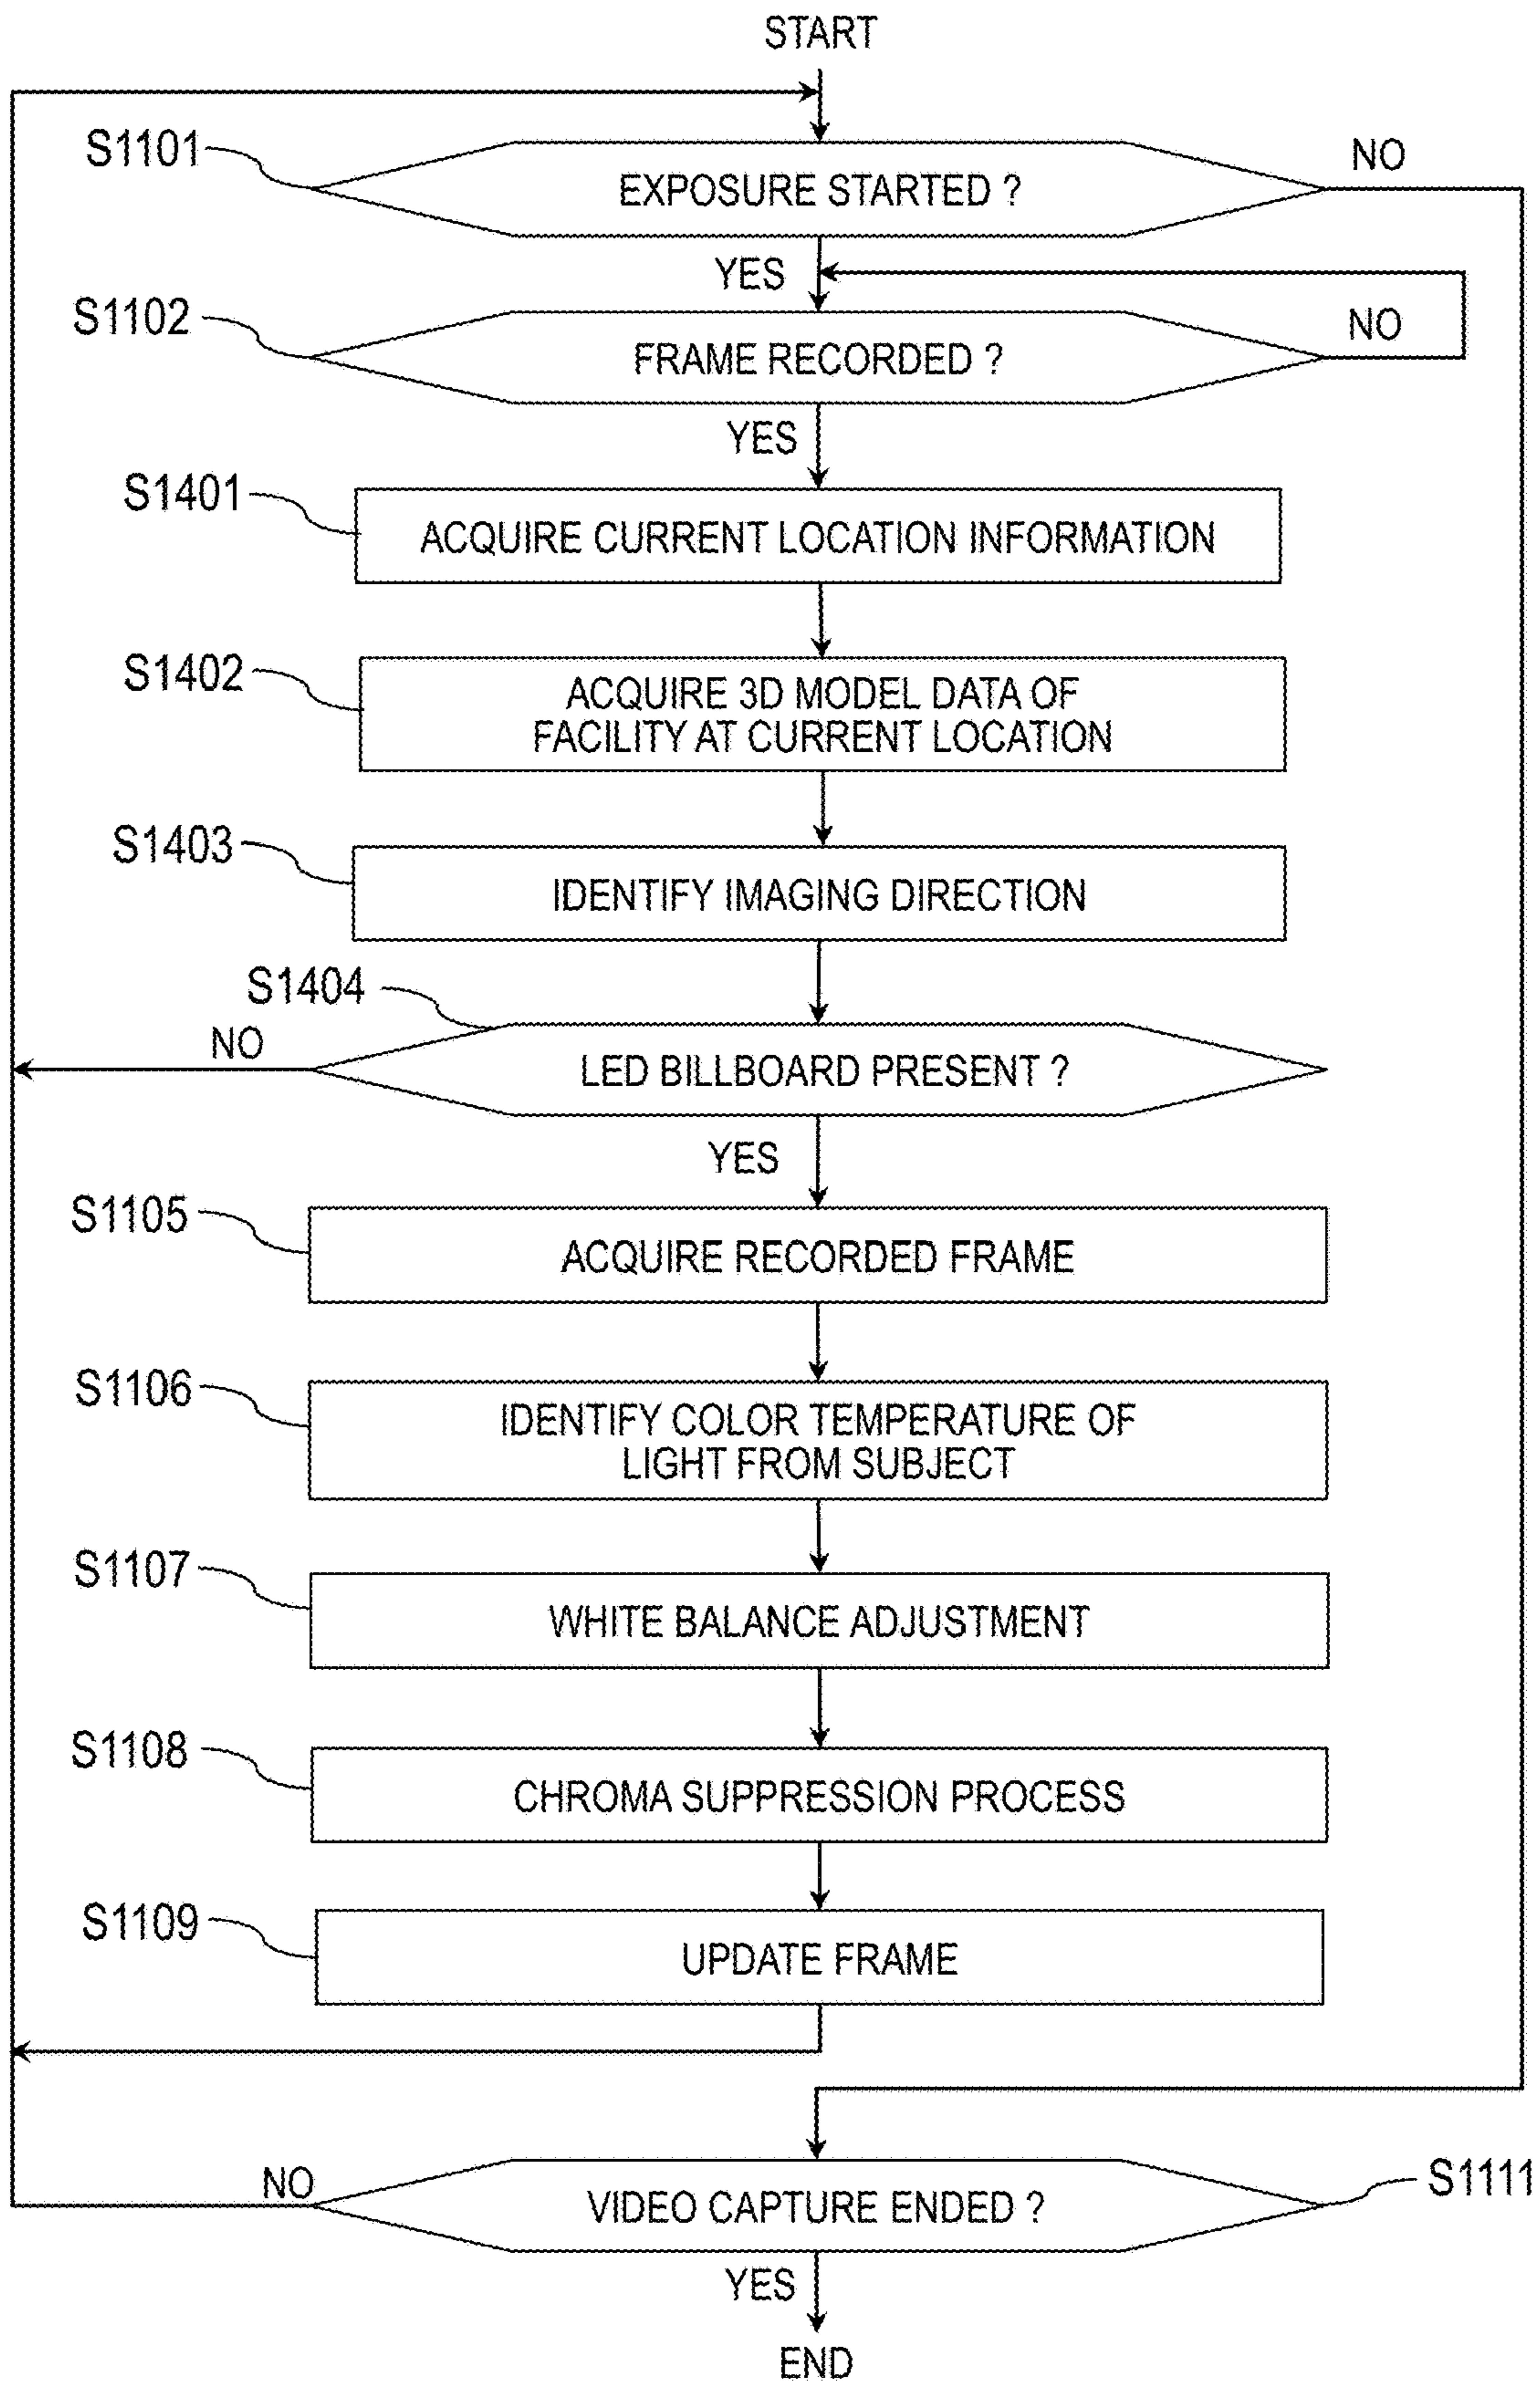 START
S1101
EXPOSURE STARTED ?
NO
YES
S1102
FRAME RECORDED ?
NO
YES
S1401
ACQUIRE CURRENT LOCATION INFORMATION
S1402
ACQUIRE 3D MODEL DATA OF
FACILITY AT CURRENT LOCATION
S1403
IDENTIFY IMAGING DIRECTION
S1404
NO
LED BILLBOARD PRESENT ?
YES
S1105
ACQUIRE RECORDED FRAME
S1106
IDENTIFY COLOR TEMPERATURE OF
LIGHT FROM SUBJECT
S1107
WHITE BALANCE ADJUSTMENT
S1108
CHROMA SUPPRESSION PROCESS
S1109
UPDATE FRAME
NO
VIDEO CAPTURE ENDED ?
S1111
YES
END